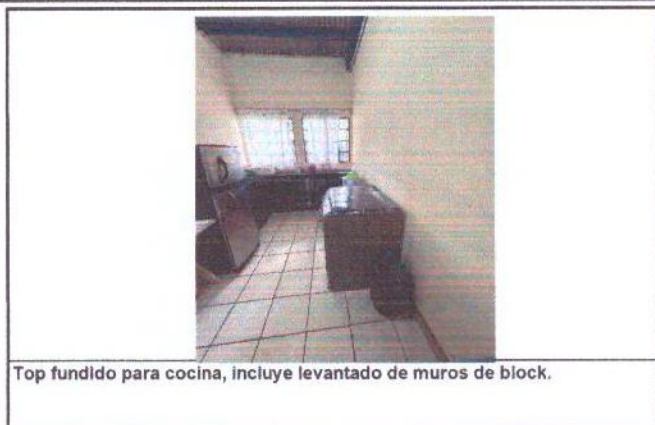 Top fundido para cocina, incluye levantado de muros de block.